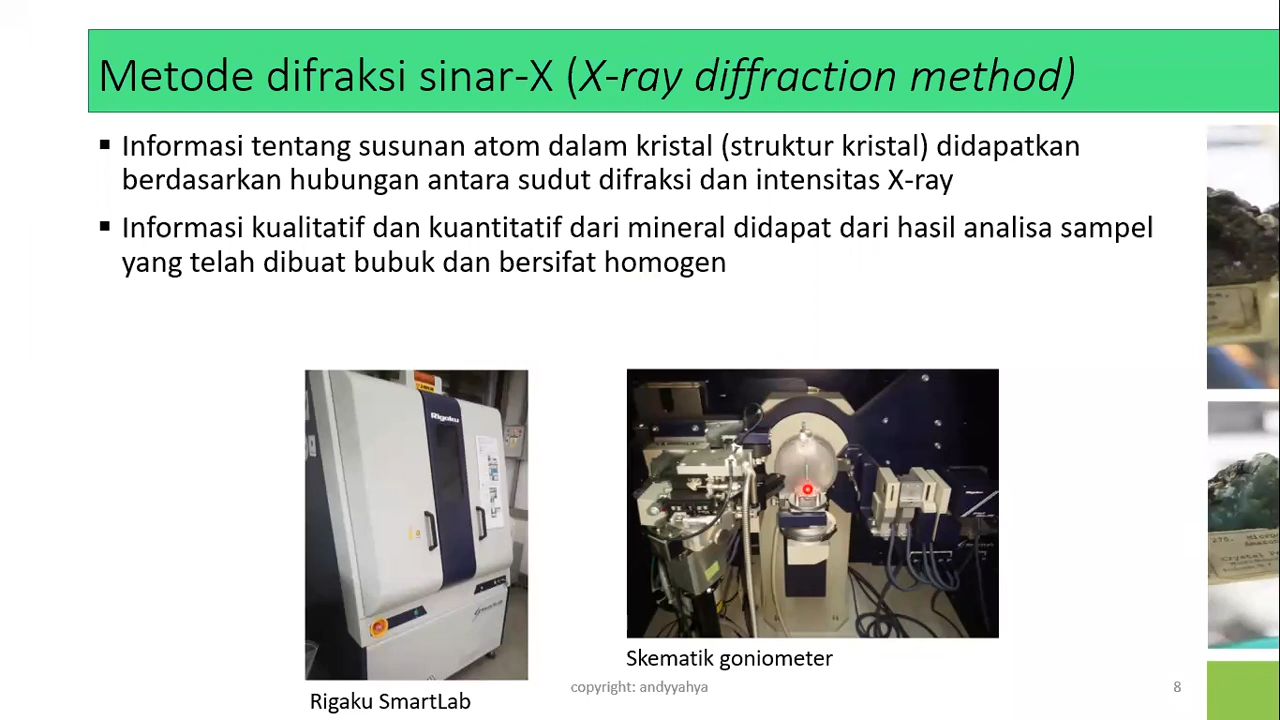 Metode difraksi sinar-X (X-ray diffraction method)
▪ Informasi tentang susunan atom dalam kristal (struktur kristal) didapatkan
berdasarkan hubungan antara sudut difraksi dan intensitas X-ray
▪ Informasi kualitatif dan kuantitatif dari mineral didapat dari hasil analisa sampel
yang telah dibuat bubuk dan bersifat homogen
Rigaku
Skematik goniometer
Rigaku SmartLab
copyright: andyyahya
8